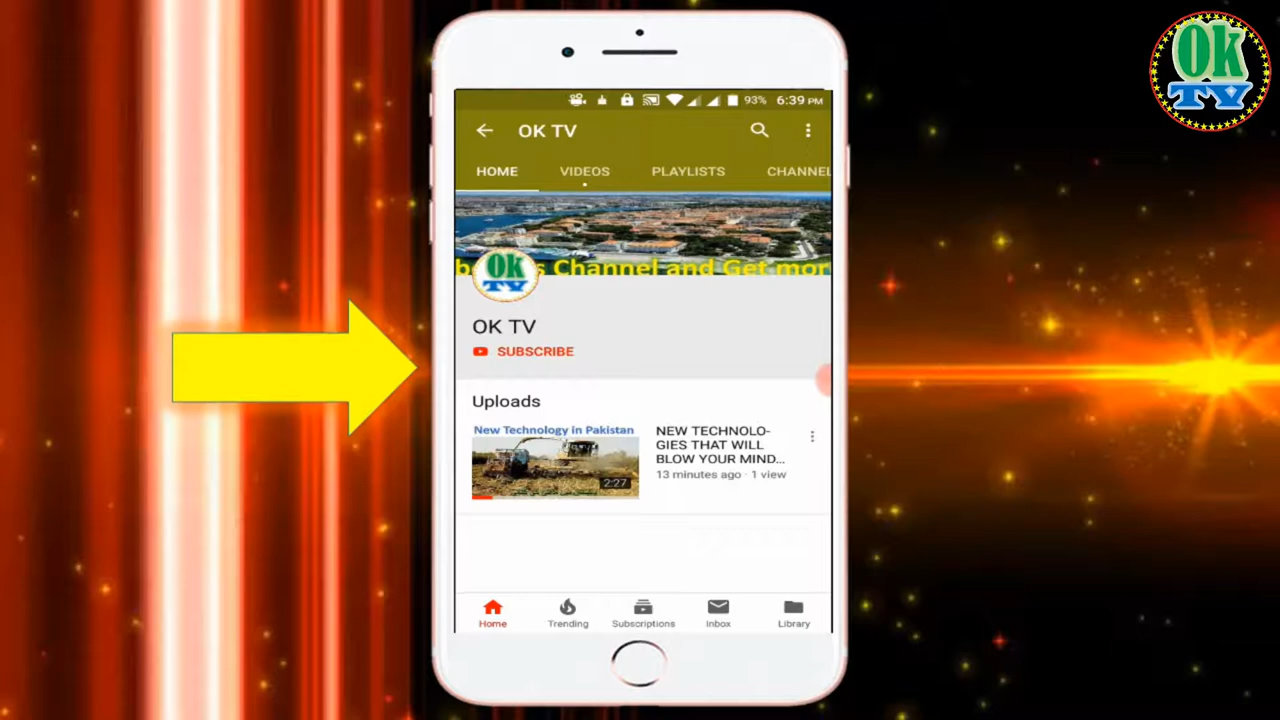 OK
TV
93% 6:39 PM
OK TV
HOME VIDEOS PLAYLISTS CHANNEL
Channel and Get mor
OK
TV
OK TV
SUBSCRIBE
Uploads
New Technology in Pakistan
2:27
NEW TECHNOLO-
GIES THAT WILL
BLOW YOUR MIND...
13 minutes ago · 1 view
Home Trending Subscriptions Inbox Library